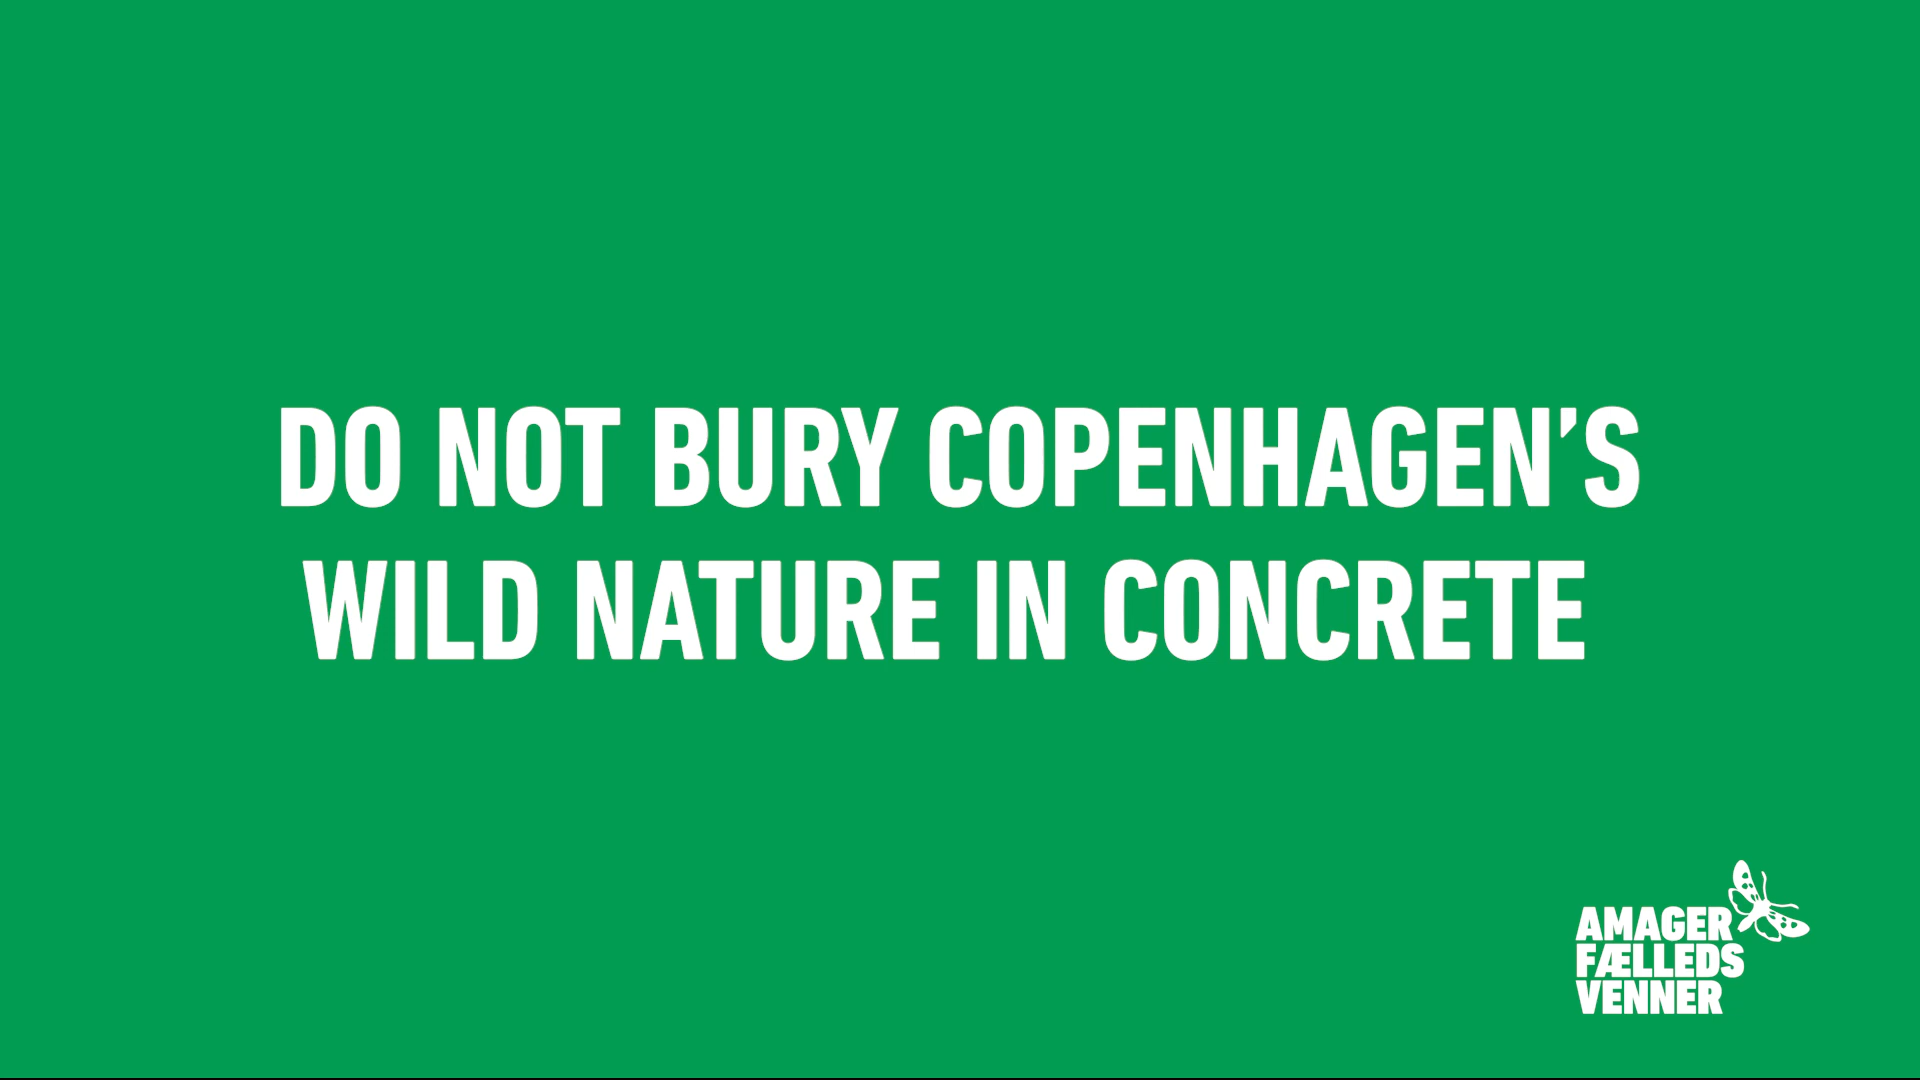 DO NOT BURY COPENHAGEN’S
WILD NATURE IN CONCRETE
AMAGER
FÆLLEDS
VENNER